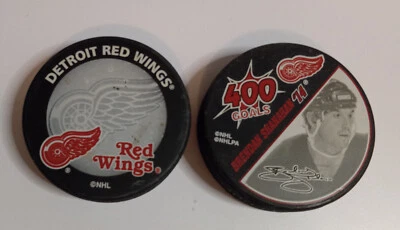 DETROIT RED WINGS®
Red
Wings®
©NHL
400
GOALS
BRENDAN SHANAHAN 14®
©NHL
©NHLPA